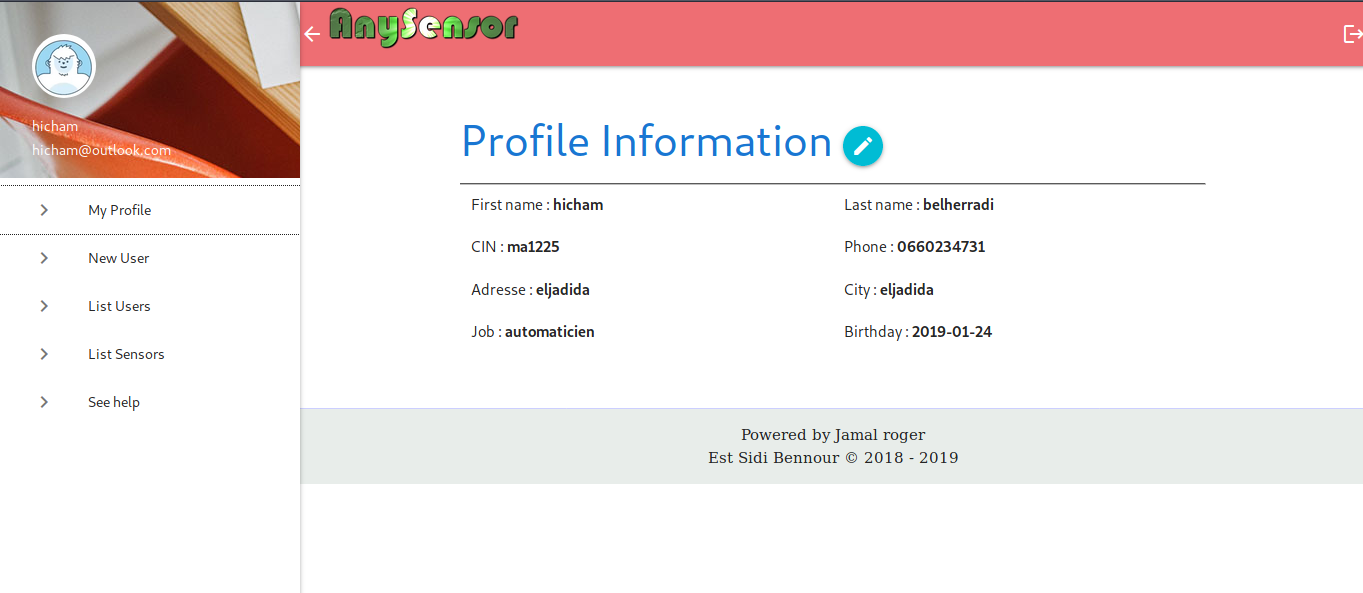 AnySensor
hicham
hicham@outlook.com
My Profile
New User
List Users
List Sensors
See help
Profile Information
First name : hicham
Last name : belherradi
CIN : ma1225
Phone : 0660234731
Adresse : eljadida
City : eljadida
Job : automaticien
Birthday : 2019-01-24
Powered by Jamal roger
Est Sidi Bennour © 2018 - 2019